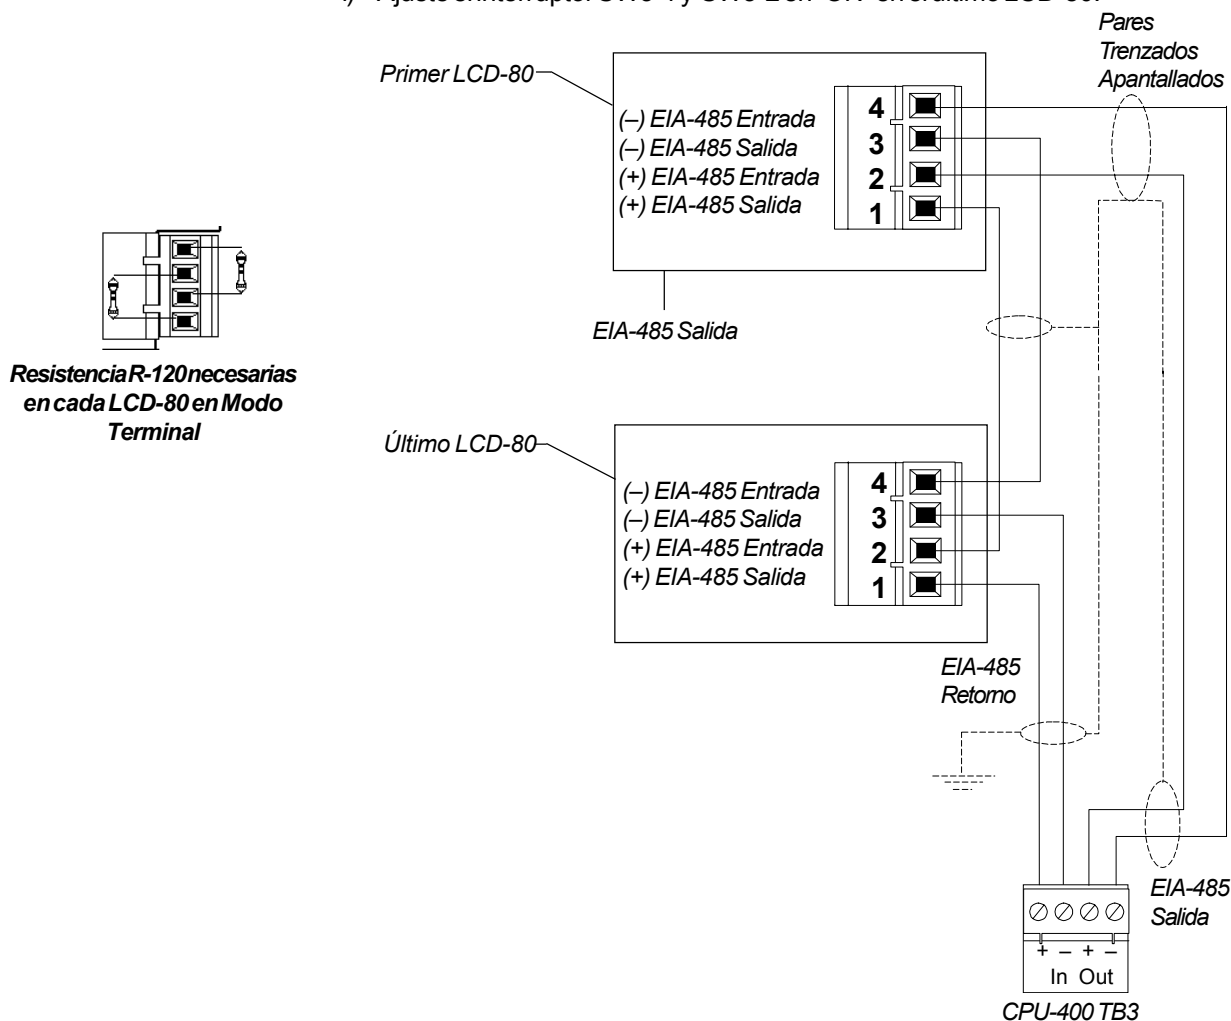 Pares
Trenzados
Apantallados
Primer LCD-80
(–) EIA-485 Entrada
(–) EIA-485 Salida
(+) EIA-485 Entrada
(+) EIA-485 Salida
4
3
2
1
EIA-485 Salida
Resistencia R-120 necesarias
en cada LCD-80 en Modo
Terminal
Último LCD-80
(–) EIA-485 Entrada
(–) EIA-485 Salida
(+) EIA-485 Entrada
(+) EIA-485 Salida
4
3
2
1
EIA-485
Retorno
EIA-485
Salida
+ – + –
In Out
CPU-400 TB3